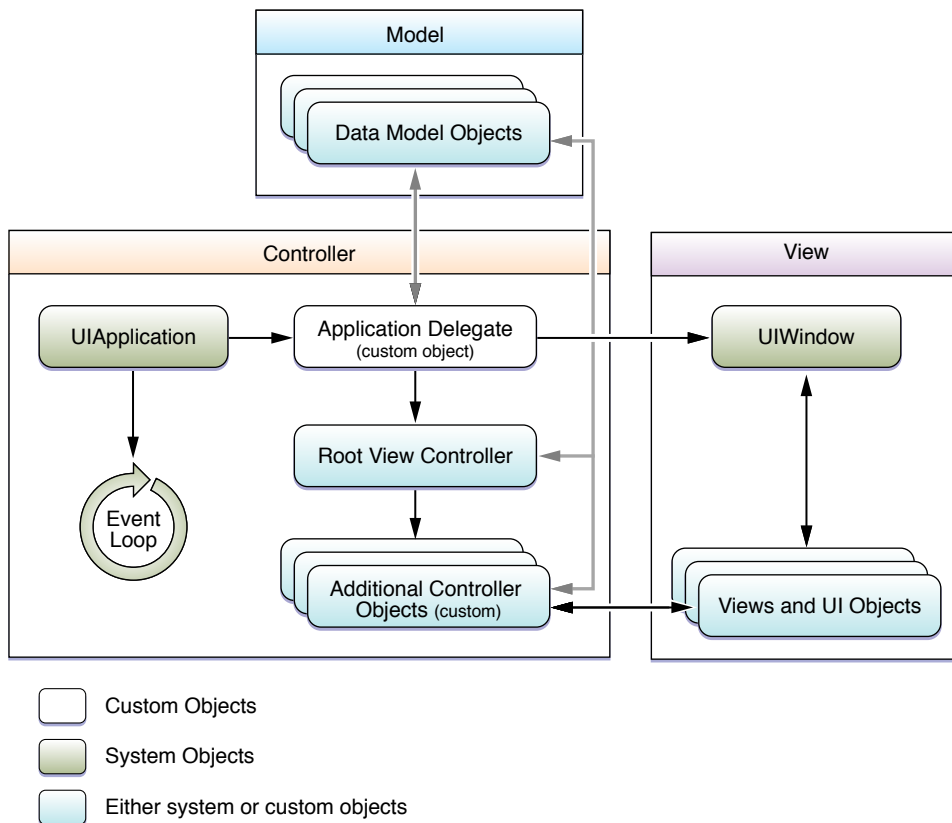 Model
Data Model Objects
Controller
View
UIApplication
Application Delegate
(custom object)
UIWindow
Root View Controller
Event
Loop
Additional Controller
Objects (custom)
Views and UI Objects
Custom Objects
System Objects
Either system or custom objects